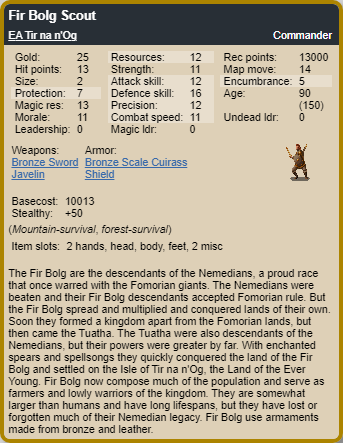 Fir Bolg Scout
EA Tir na n'Og Commander
Gold: 25 Resources: 12 Rec points: 13000
Hit points: 13 Strength: 11 Map move: 14
Size: 2 Attack skill: 12 Encumbrance: 5
Protection: 7 Defence skill: 16 Age: 90
Magic res: 13 Precision: 12 (150)
Morale: 11 Combat speed: 11 Undead ldr: 0
Leadership: 0 Magic ldr: 0
Weapons: Armor:
Bronze Sword Bronze Scale Cuirass
Javelin Shield
Basecost: 10013
Stealthy: +50
(Mountain-survival, forest-survival)
Item slots: 2 hands, head, body, feet, 2 misc
The Fir Bolg are the descendants of the Nemedians, a proud race
that once warred with the Fomorian giants. The Nemedians were
beaten and their Fir Bolg descendants accepted Fomorian rule. But
the Fir Bolg spread and multiplied and conquered lands of their own.
Soon they formed a kingdom apart from the Fomorian lands, but
then came the Tuatha. The Tuatha were also descendants of the
Nemedians, but their powers were greater by far. With enchanted
spears and spellsongs they quickly conquered the land of the Fir
Bolg and settled on the Isle of Tir na n'Og, the Land of the Ever
Young. Fir Bolg now compose much of the population and serve as
farmers and lowly warriors of the kingdom. They are somewhat
larger than humans and have long lifespans, but they have lost or
forgotten much of their Nemedian legacy. Fir Bolg use armaments
made from bronze and leather.